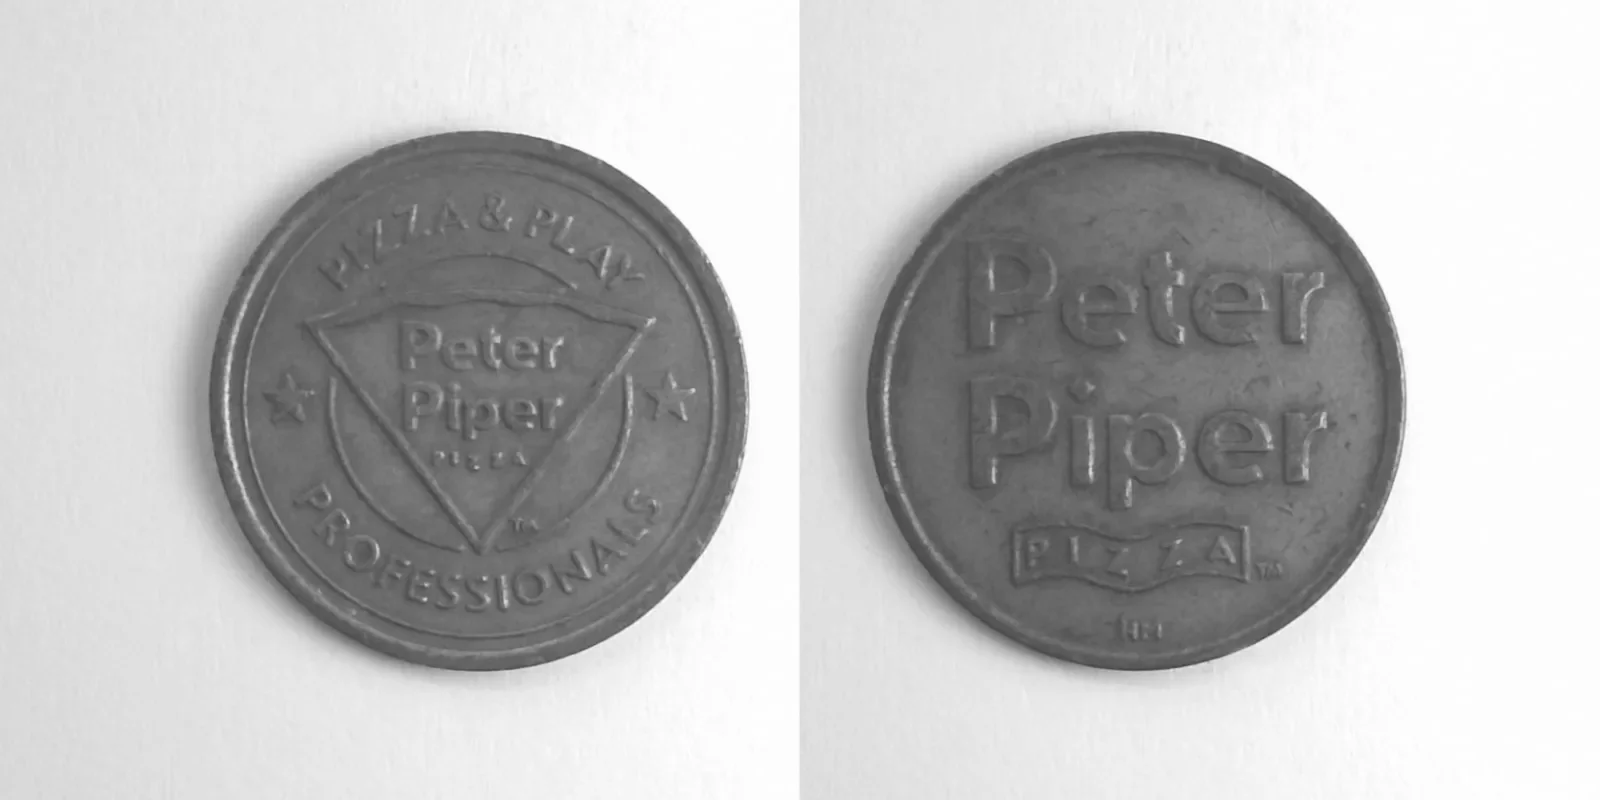 PIZZA & PLAY
Peter
Piper
PIZZA
TM
PROFESSIONALS
Peter
Piper
PIZZA
TM